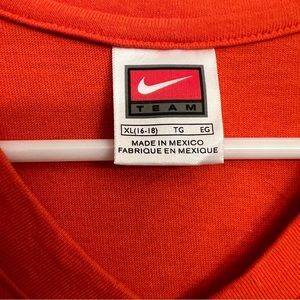 TEAM
XL(16-18) TG EG
MADE IN MEXICO
FABRIQUE EN MEXIQUE